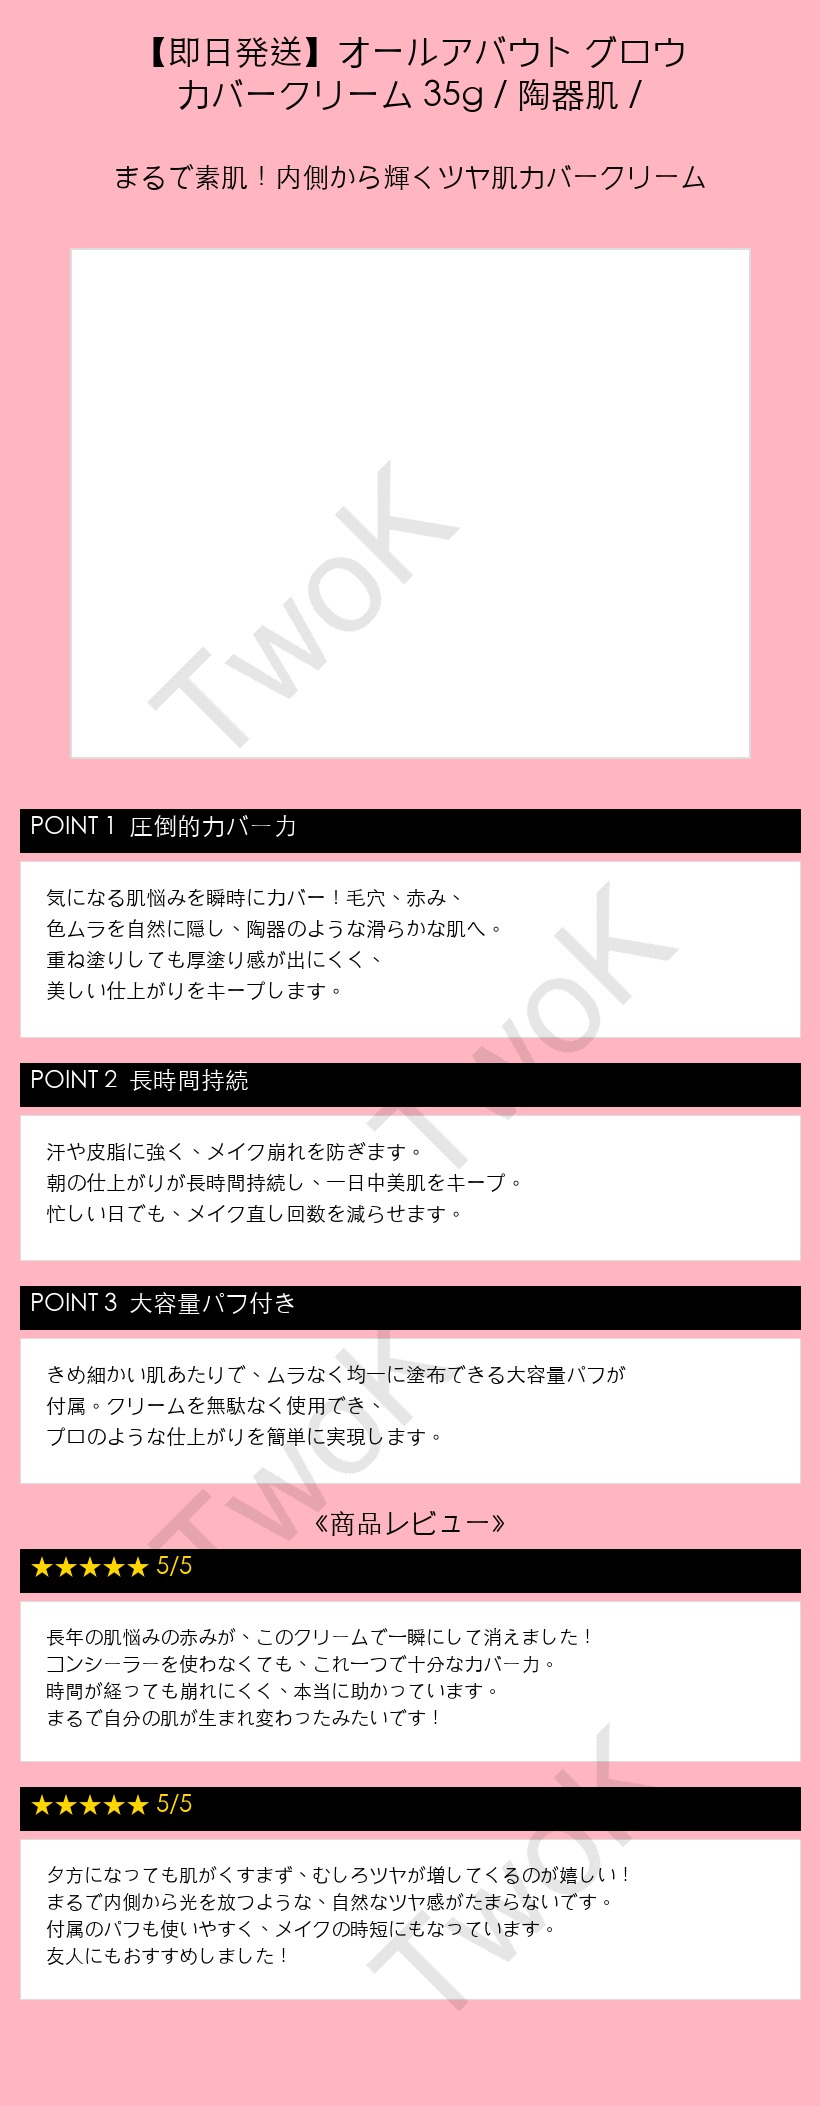 【即日発送】オールアバウト グロウ
カバークリーム 35g / 陶器肌 /
まるで素肌！内側から輝くツヤ肌カバークリーム
TwoK
POINT 1 圧倒的カバー力
気になる肌悩みを瞬時にカバー！毛穴、赤み、
色ムラを自然に隠し、陶器のような滑らかな肌へ。
重ね塗りしても厚塗り感が出にくく、
美しい仕上がりをキープします。
TwoK
POINT 2 長時間持続
汗や皮脂に強く、メイク崩れを防ぎます。
朝の仕上がりが長時間持続し、一日中美肌をキープ。
忙しい日でも、メイク直し回数を減らせます。
POINT 3 大容量パフ付き
きめ細かい肌あたりで、ムラなく均一に塗布できる大容量パフが
付属。クリームを無駄なく使用でき、
プロのような仕上がりを簡単に実現します。
TwoK
《商品レビュー》
★★★★★ 5/5
長年の肌悩みの赤みが、このクリームで一瞬にして消えました！
コンシーラーを使わなくても、これ一つで十分なカバー力。
時間が経っても崩れにくく、本当に助かっています。
まるで自分の肌が生まれ変わったみたいです！
★★★★★ 5/5
夕方になっても肌がくすまず、むしろツヤが増してくるのが嬉しい！
まるで内側から光を放つような、自然なツヤ感がたまらないです。
付属のパフも使いやすく、メイクの時短にもなっています。
友人にもおすすめしました！
TwoK